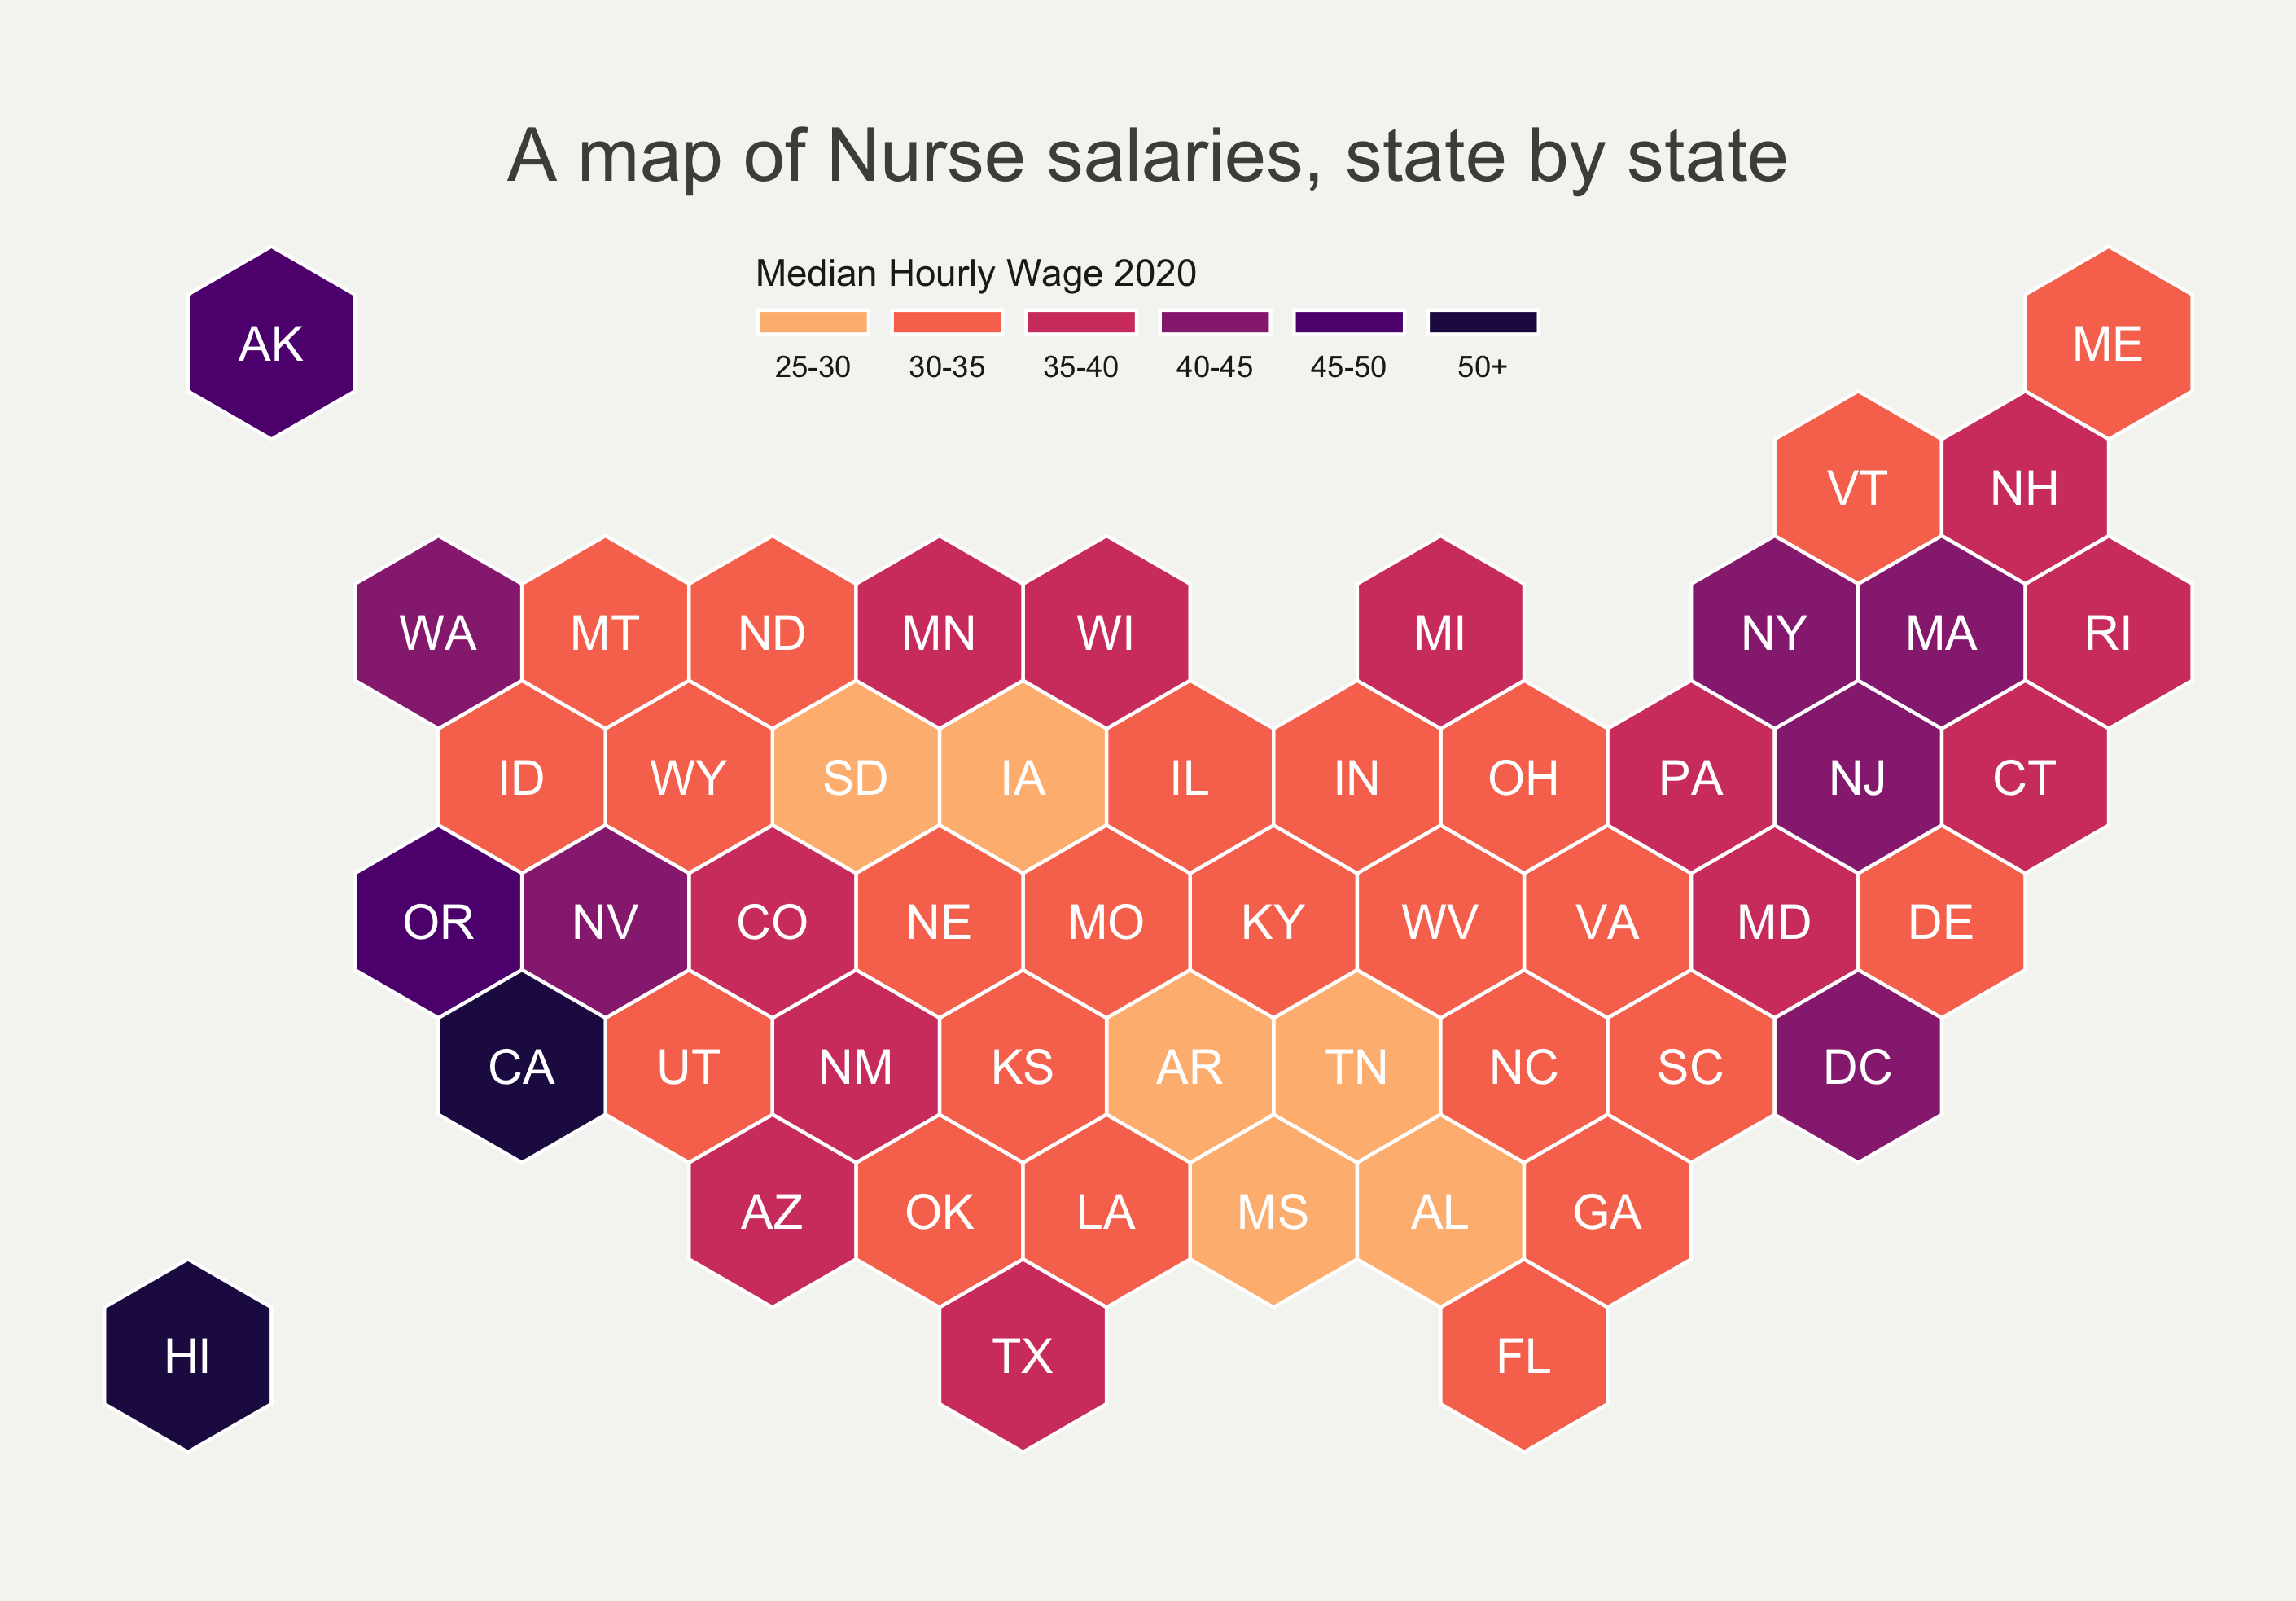 A map of Nurse salaries, state by state
Median Hourly Wage 2020
25-30 30-35 35-40 40-45 45-50 50+
AK ME
VT NH
WA MT ND MN WI MI NY MA RI
ID WY SD IA IL IN OH PA NJ CT
OR NV CO NE MO KY WV VA MD DE
CA UT NM KS AR TN NC SC DC
AZ OK LA MS AL GA
HI TX FL